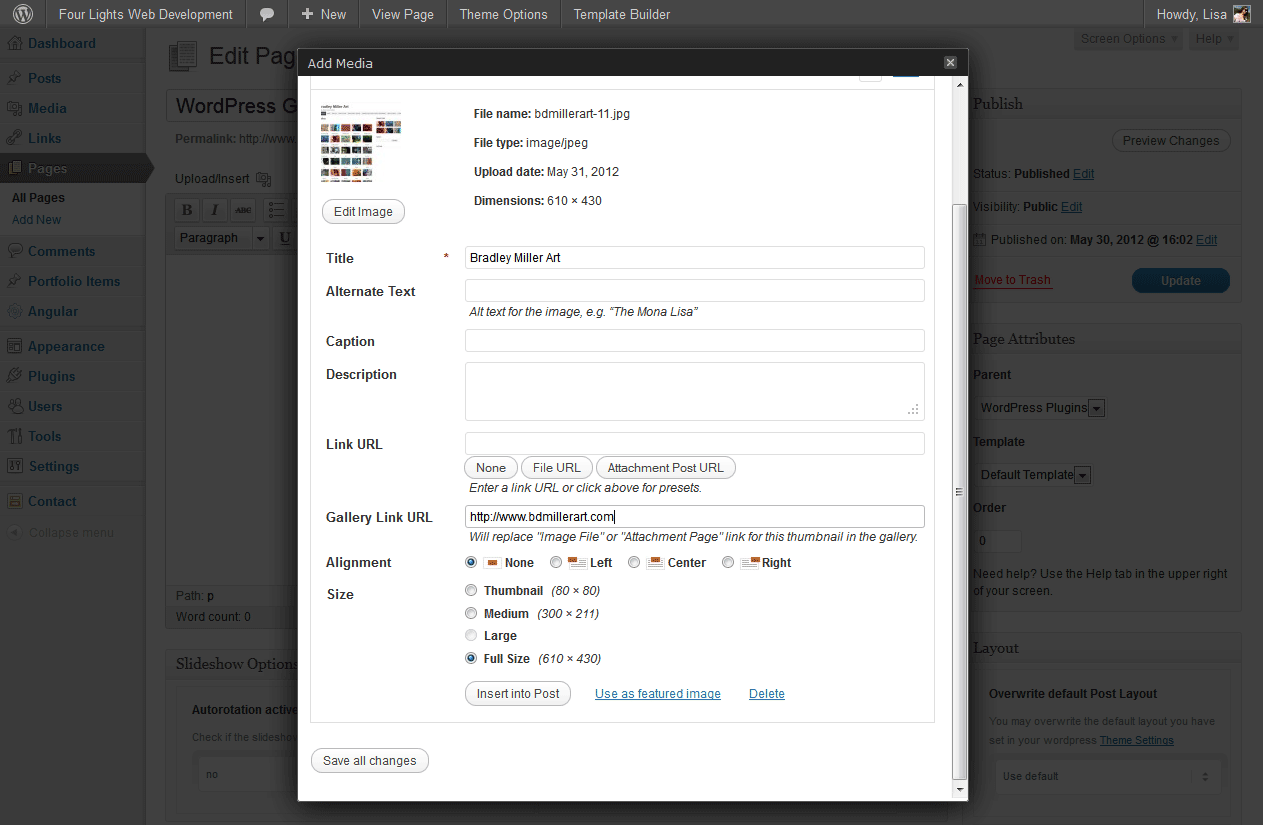 Four Lights Web Development
New
View Page
Theme Options
Template Builder
Howdy, Lisa
Dashboard
Posts
Media
Links
Pages
All Pages
Add New
Comments
Portfolio Items
Angular
Appearance
Plugins
Users
Tools
Settings
Contact
Collapse menu
Screen Options
Help
Edit Pag
WordPress G
Permalink: http://www.
Upload/Insert
B I ABC
Paragraph U
Path: p
Word count: 0
Slideshow Options
Autorotation active
Check if the slideshow
no
Add Media
Bradley Miller Art
File name: bdmillerart-11.jpg
File type: image/jpeg
Upload date: May 31, 2012
Dimensions: 610 × 430
Edit Image
Title * Bradley Miller Art
Alternate Text
Alt text for the image, e.g. “The Mona Lisa”
Caption
Description
Link URL
None File URL Attachment Post URL
Enter a link URL or click above for presets.
Gallery Link URL http://www.bdmillerart.com
Will replace "Image File" or "Attachment Page" link for this thumbnail in the gallery.
Alignment None Left Center Right
Size Thumbnail (80 × 80)
Medium (300 × 211)
Large
Full Size (610 × 430)
Insert into Post Use as featured image Delete
Save all changes
Publish
Preview Changes
Status: Published Edit
Visibility: Public Edit
Published on: May 30, 2012 @ 16:02 Edit
Move to Trash
Update
Page Attributes
Parent
WordPress Plugins
Template
Default Template
Order
0
Need help? Use the Help tab in the upper right
of your screen.
Layout
Overwrite default Post Layout
You may overwrite the default layout you have
set in your wordpress Theme Settings
Use default